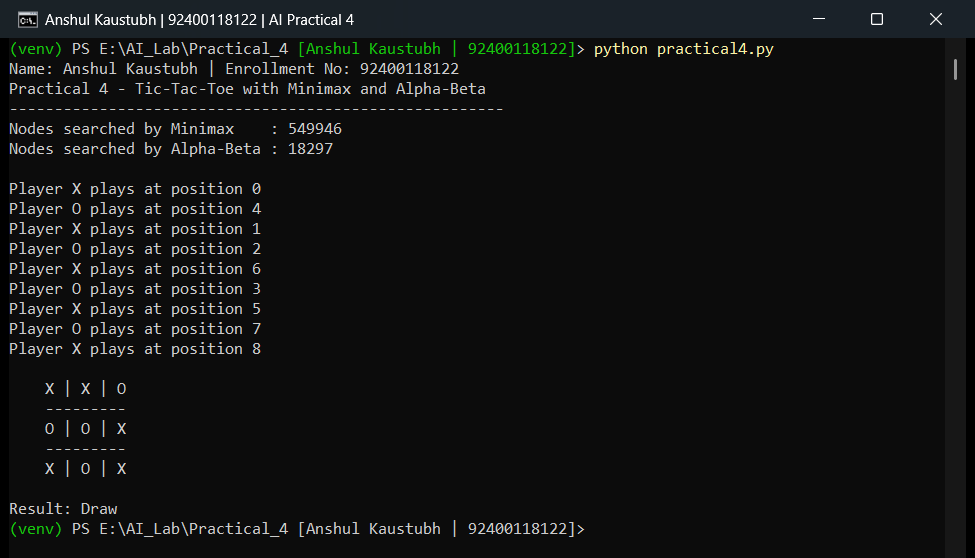 Anshul Kaustubh | 92400118122 | AI Practical 4
(venv) PS E:\AI_Lab\Practical_4 [Anshul Kaustubh | 92400118122]> python practical4.py
Name: Anshul Kaustubh | Enrollment No: 92400118122
Practical 4 - Tic-Tac-Toe with Minimax and Alpha-Beta
-------------------------------------------------------
Nodes searched by Minimax    : 549946
Nodes searched by Alpha-Beta : 18297
Player X plays at position 0
Player O plays at position 4
Player X plays at position 1
Player O plays at position 2
Player X plays at position 6
Player O plays at position 3
Player X plays at position 5
Player O plays at position 7
Player X plays at position 8
    X | X | O
    ---------
    O | O | X
    ---------
    X | O | X
Result: Draw
(venv) PS E:\AI_Lab\Practical_4 [Anshul Kaustubh | 92400118122]>